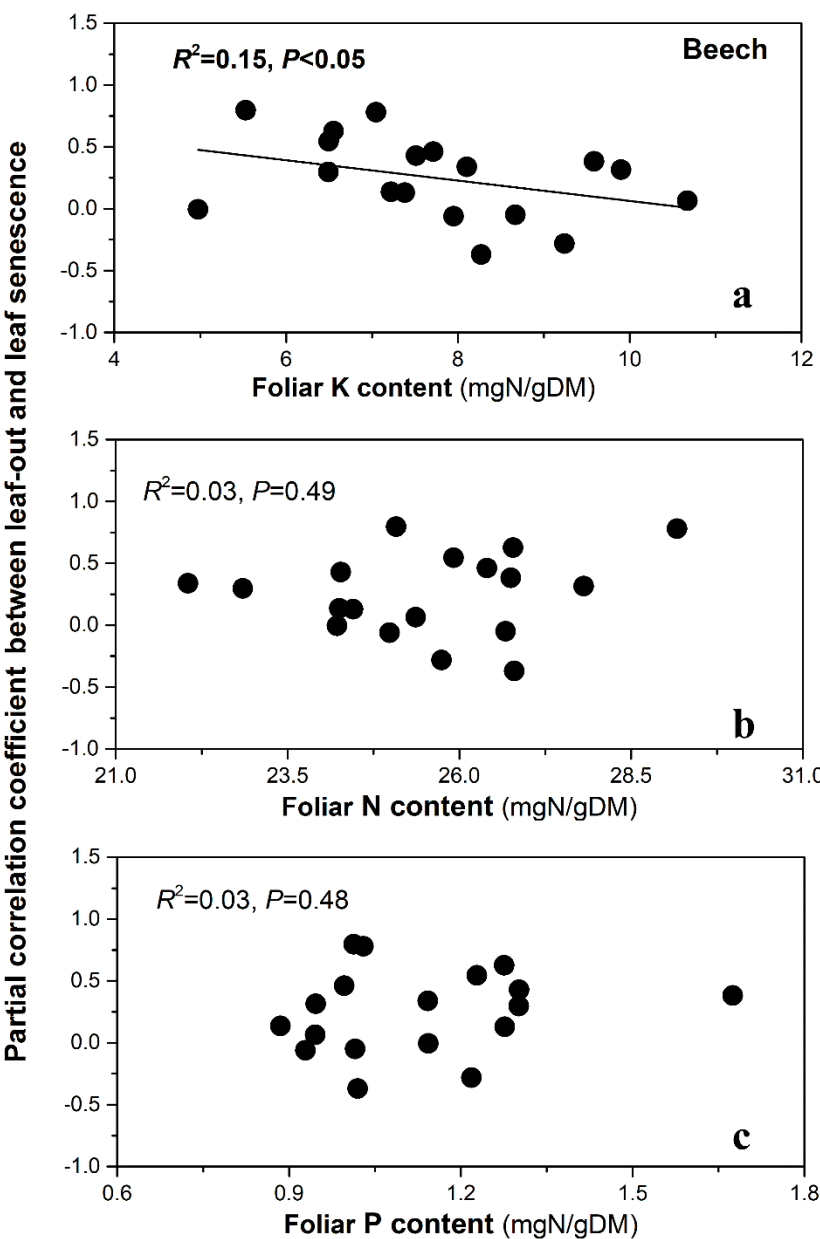 Partial correlation coefficient between leaf-out and leaf senescence
1.5
1.0
0.5
0.0
-0.5
-1.0
R²=0.15, P<0.05
Beech
a
4 6 8 10 12
Foliar K content (mgN/gDM)
1.5
1.0
0.5
0.0
-0.5
-1.0
R²=0.03, P=0.49
b
21.0 23.5 26.0 28.5 31.0
Foliar N content (mgN/gDM)
1.5
1.0
0.5
0.0
-0.5
-1.0
R²=0.03, P=0.48
c
0.6 0.9 1.2 1.5 1.8
Foliar P content (mgN/gDM)